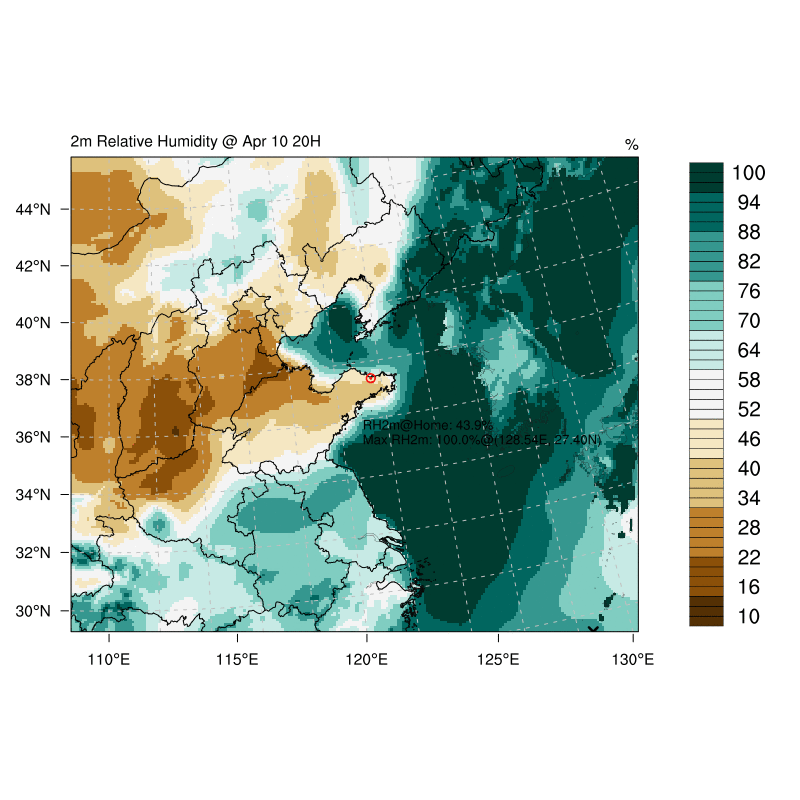 2m Relative Humidity @ Apr 10 20H
%
100
94
88
82
76
70
64
58
52
46
40
34
28
22
16
10
44°N
42°N
40°N
38°N
36°N
34°N
32°N
30°N
RH2m@Home: 43.9%
Max RH2m: 100.0%@(128.54E, 27.40N)
110°E
115°E
120°E
125°E
130°E